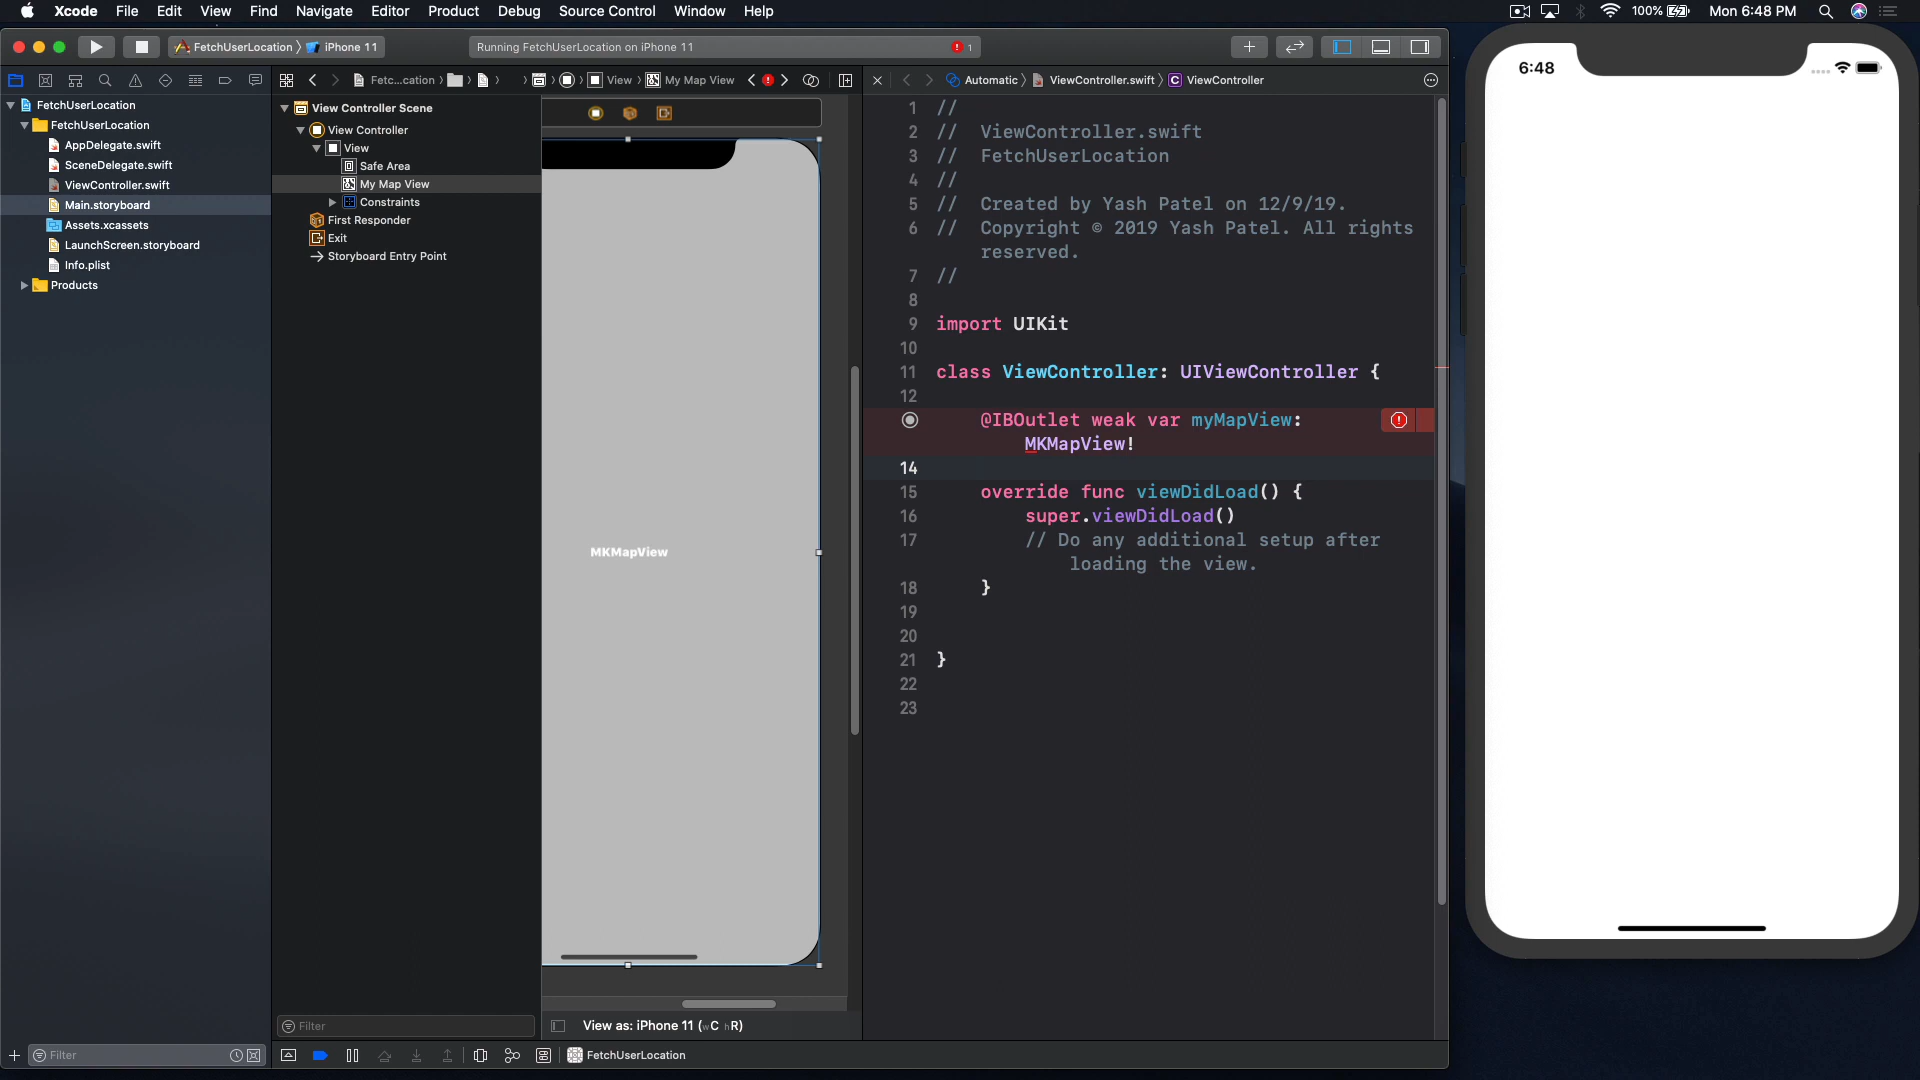 Xcode File Edit View Find Navigate Editor Product Debug Source Control Window Help
100% Mon 6:48 PM
FetchUserLocation iPhone 11
Running FetchUserLocation on iPhone 11
1
Fetc...cation View My Map View
Automatic ViewController.swift ViewController
FetchUserLocation
FetchUserLocation
AppDelegate.swift
SceneDelegate.swift
ViewController.swift
Main.storyboard
Assets.xcassets
LaunchScreen.storyboard
Info.plist
Products
Filter
View Controller Scene
View Controller
View
Safe Area
My Map View
Constraints
First Responder
Exit
Storyboard Entry Point
Filter
MKMapView
View as: iPhone 11 (wC hR)
FetchUserLocation
1 //
2 // ViewController.swift
3 // FetchUserLocation
4 //
5 // Created by Yash Patel on 12/9/19.
6 // Copyright © 2019 Yash Patel. All rights
reserved.
7 //
8
9 import UIKit
10
11 class ViewController: UIViewController {
12
@IBOutlet weak var myMapView:
MKMapView!
14
15 override func viewDidLoad() {
16 super.viewDidLoad()
17 // Do any additional setup after
loading the view.
18 }
19
20
21 }
22
23
6:48